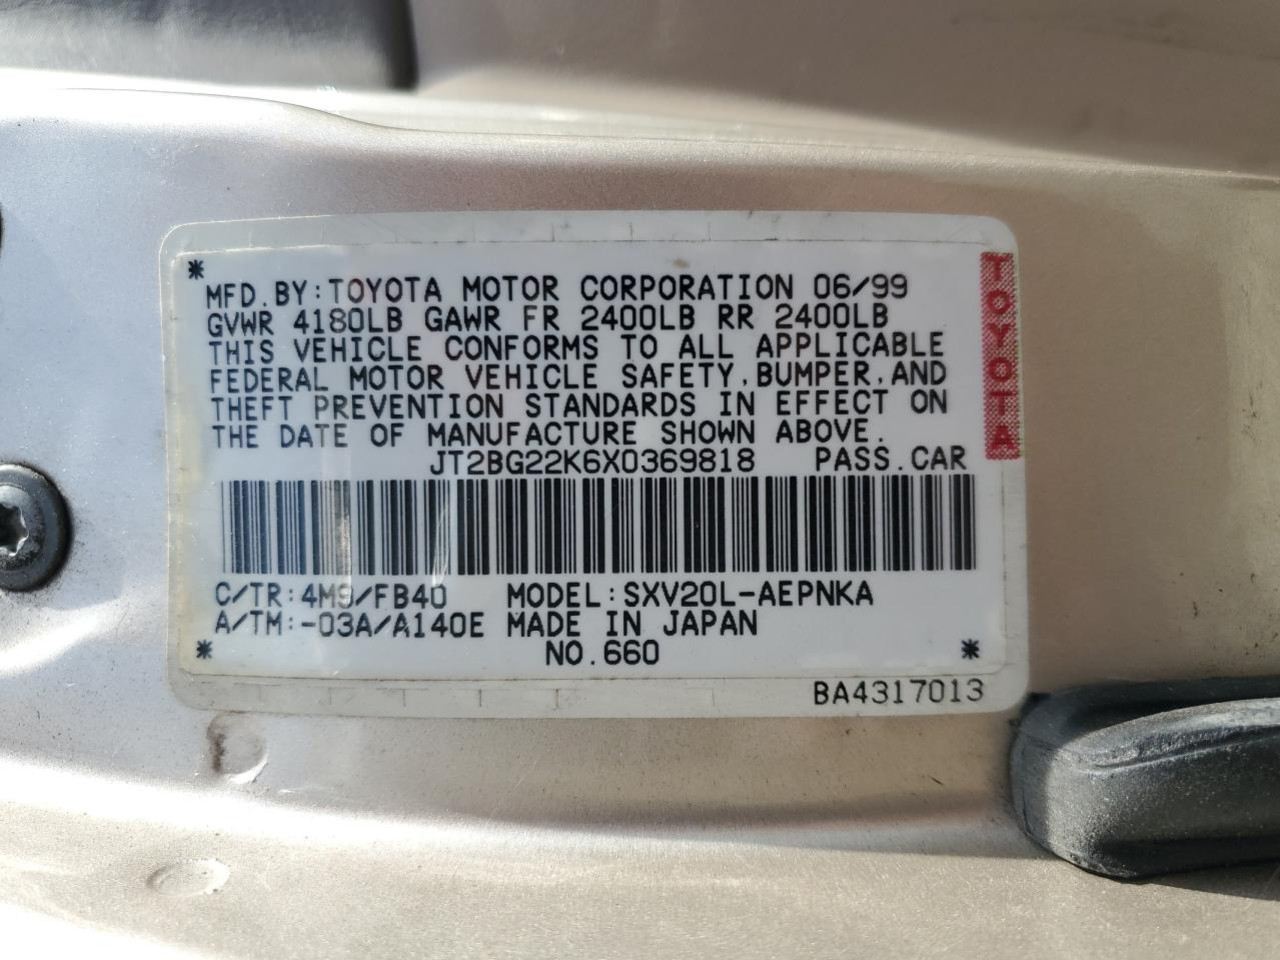 MFD. BY: TOYOTA MOTOR CORPORATION 06/99
GVWR 4180LB GAWR FR 2400LB RR 2400LB
THIS VEHICLE CONFORMS TO ALL APPLICABLE
FEDERAL MOTOR VEHICLE SAFETY, BUMPER, AND
THEFT PREVENTION STANDARDS IN EFFECT ON
THE DATE OF MANUFACTURE SHOWN ABOVE.
JT2BG22K6X0369818 PASS. CAR
C/TR: 4M9/FB40 MODEL: SXV20L-AEPNKA
A/TM: -03A/A140E MADE IN JAPAN
NO. 660
BA4317013
TOYOTA